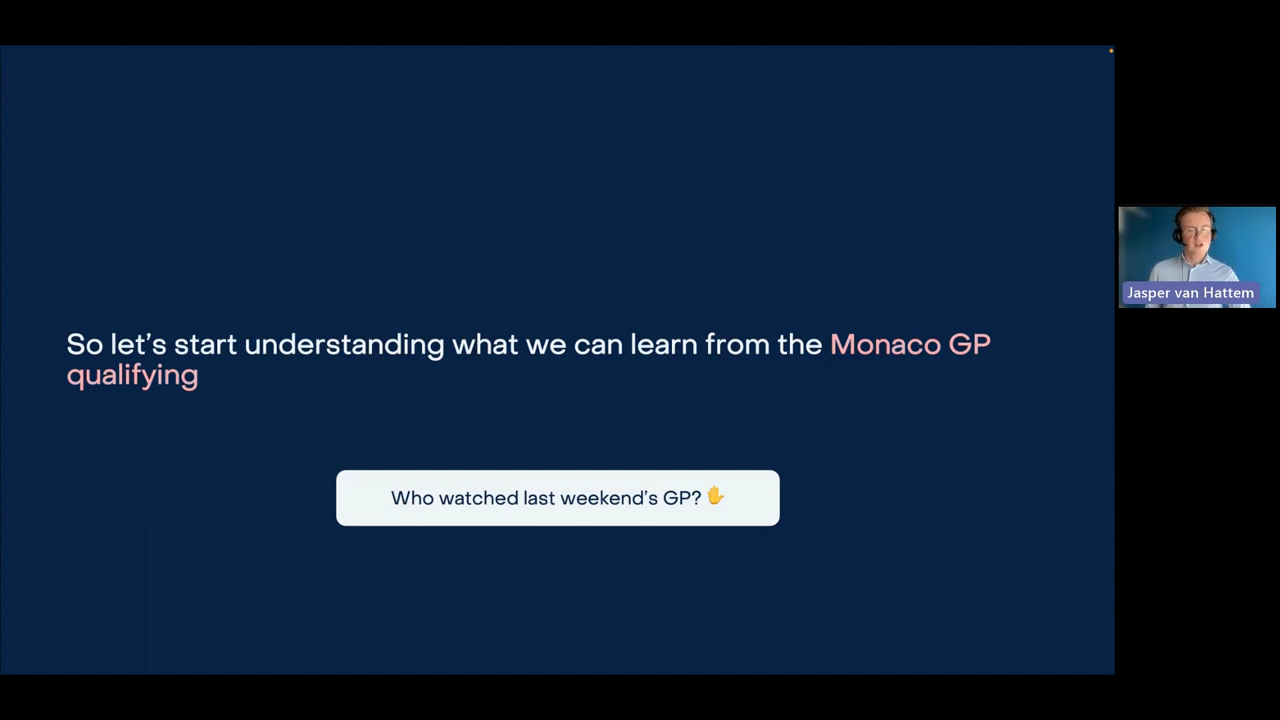 So let’s start understanding what we can learn from the Monaco GP
qualifying
Who watched last weekend’s GP?✋
Jasper van Hattem